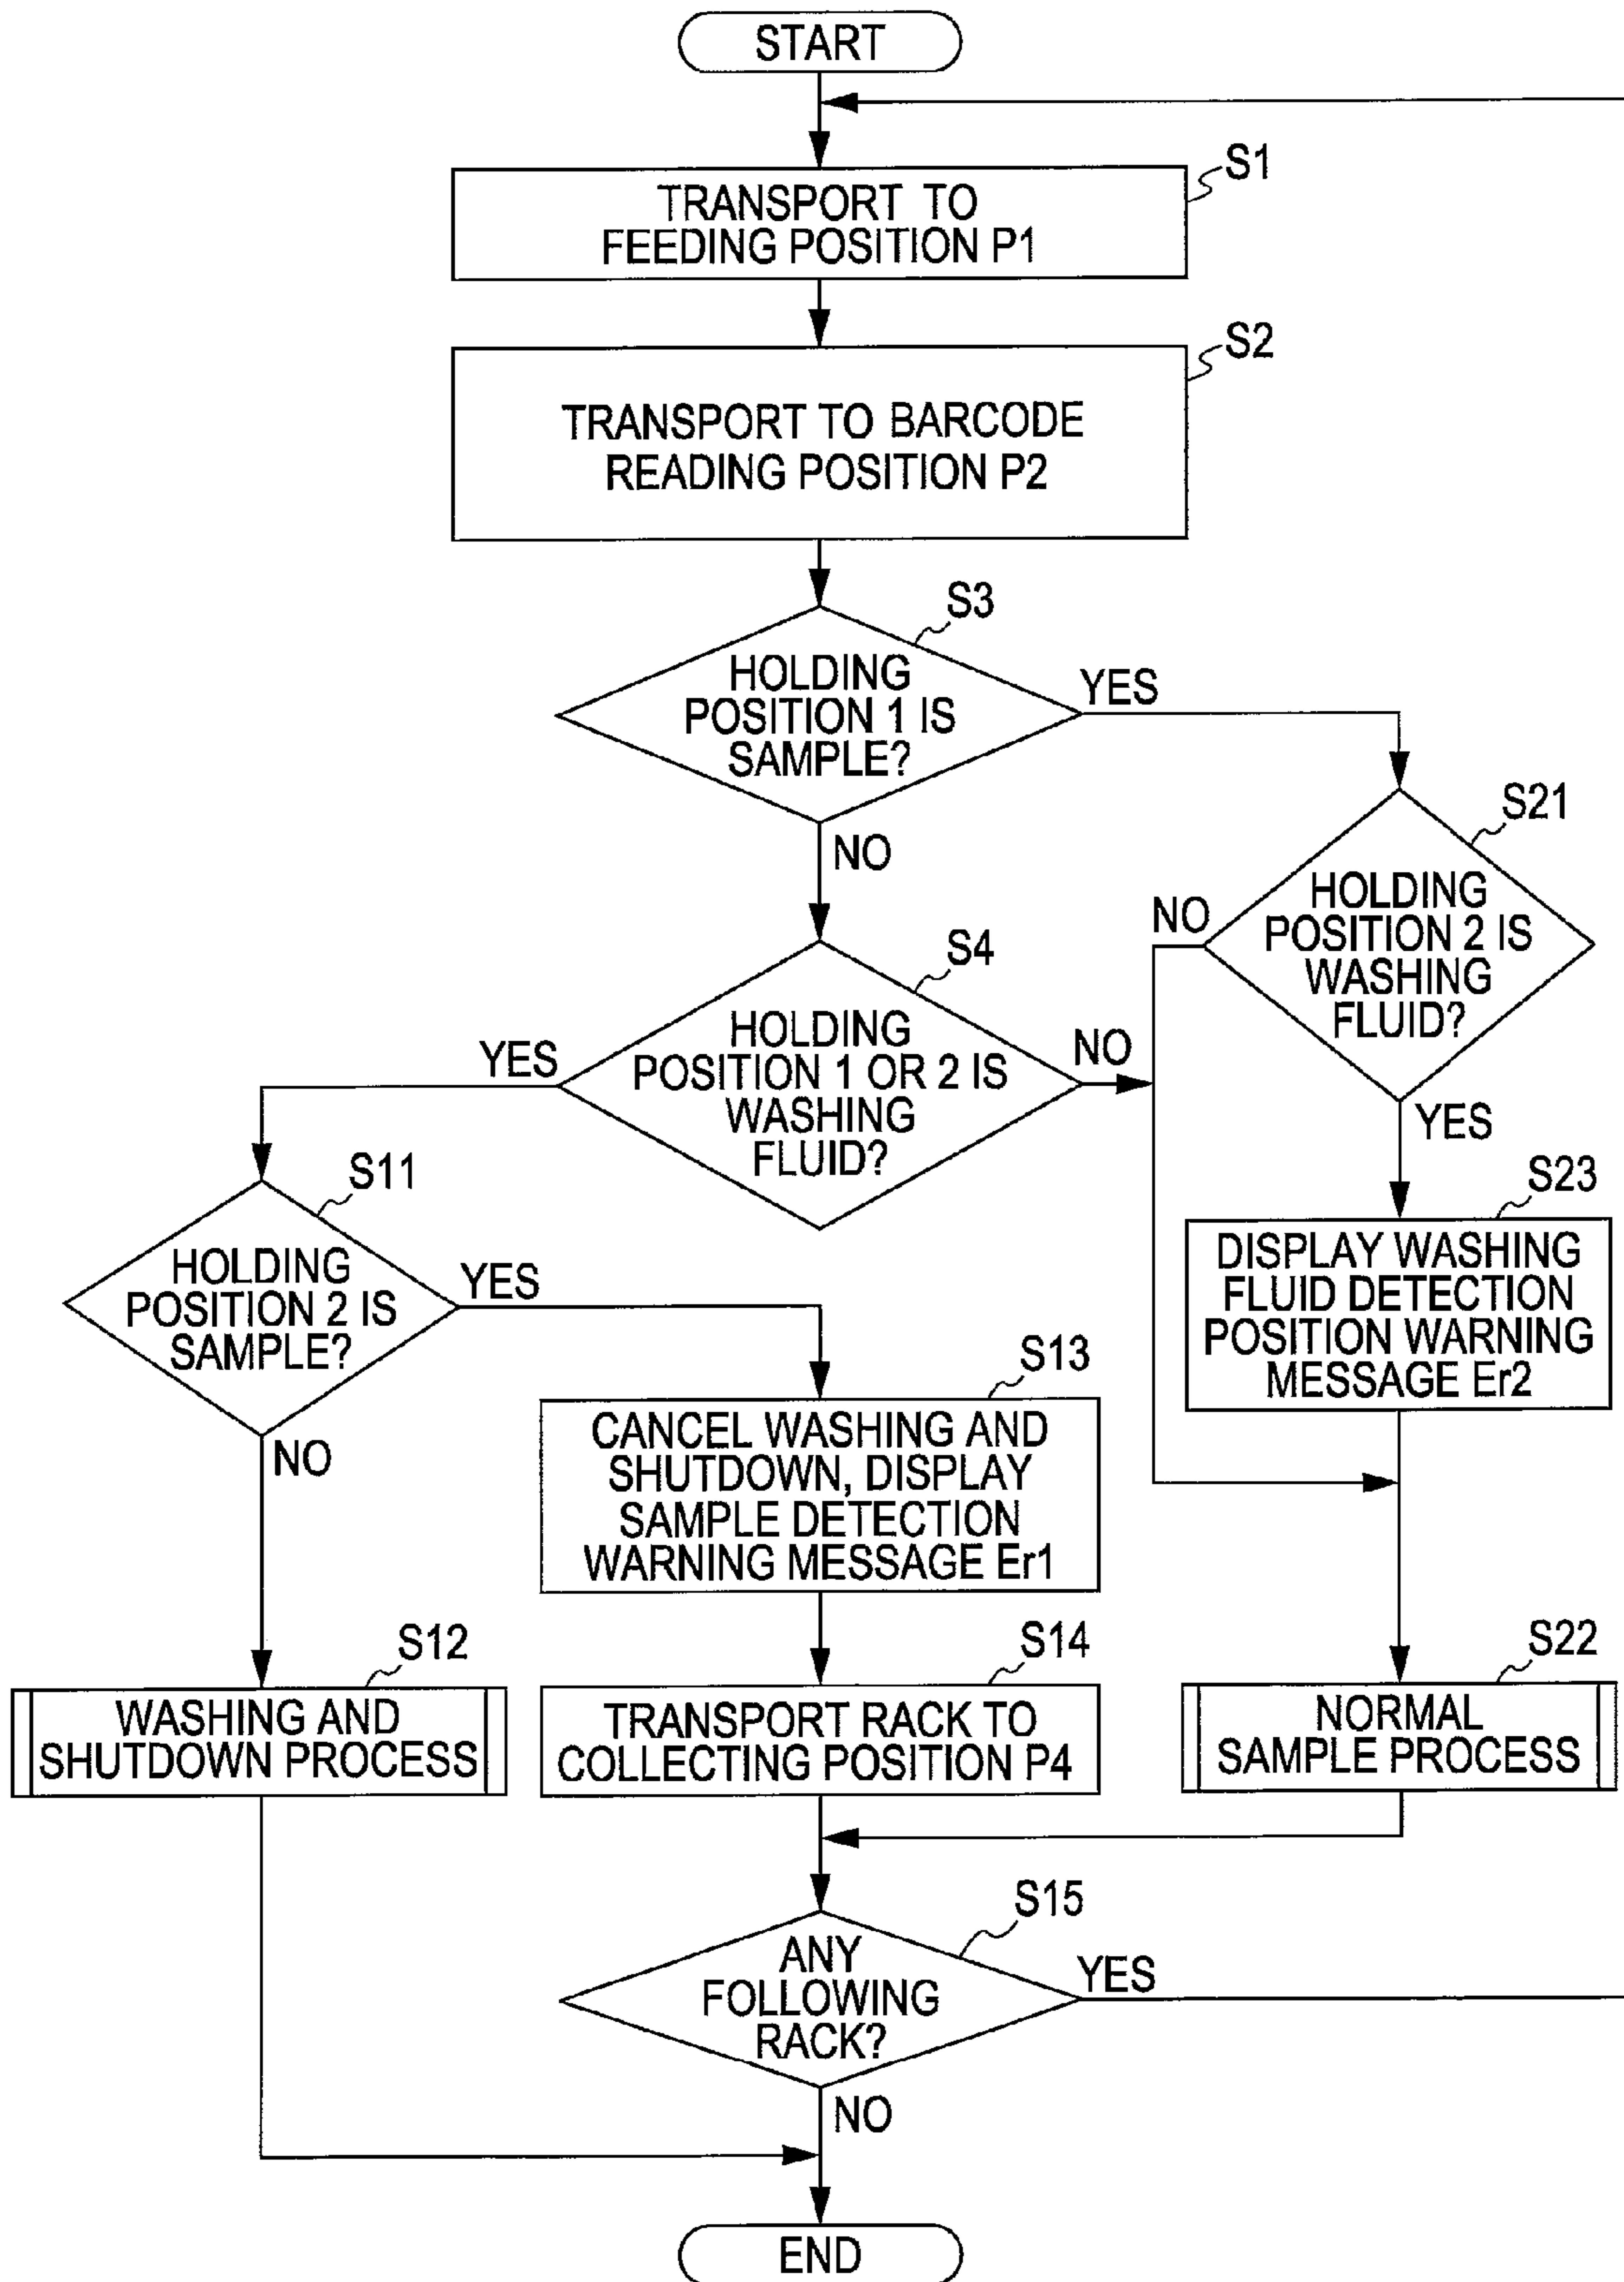 START
S1
TRANSPORT TO
FEEDING POSITION P1
S2
TRANSPORT TO BARCODE
READING POSITION P2
S3
HOLDING
POSITION 1 IS
SAMPLE?
YES
NO
S21
HOLDING
POSITION 2 IS
WASHING
FLUID?
NO
YES
S4
HOLDING
POSITION 1 OR 2 IS
WASHING
FLUID?
YES
NO
S11
HOLDING
POSITION 2 IS
SAMPLE?
YES
NO
S23
DISPLAY WASHING
FLUID DETECTION
POSITION WARNING
MESSAGE Er2
S13
CANCEL WASHING AND
SHUTDOWN, DISPLAY
SAMPLE DETECTION
WARNING MESSAGE Er1
S12
WASHING AND
SHUTDOWN PROCESS
S14
TRANSPORT RACK TO
COLLECTING POSITION P4
S22
NORMAL
SAMPLE PROCESS
S15
ANY
FOLLOWING
RACK?
YES
NO
END